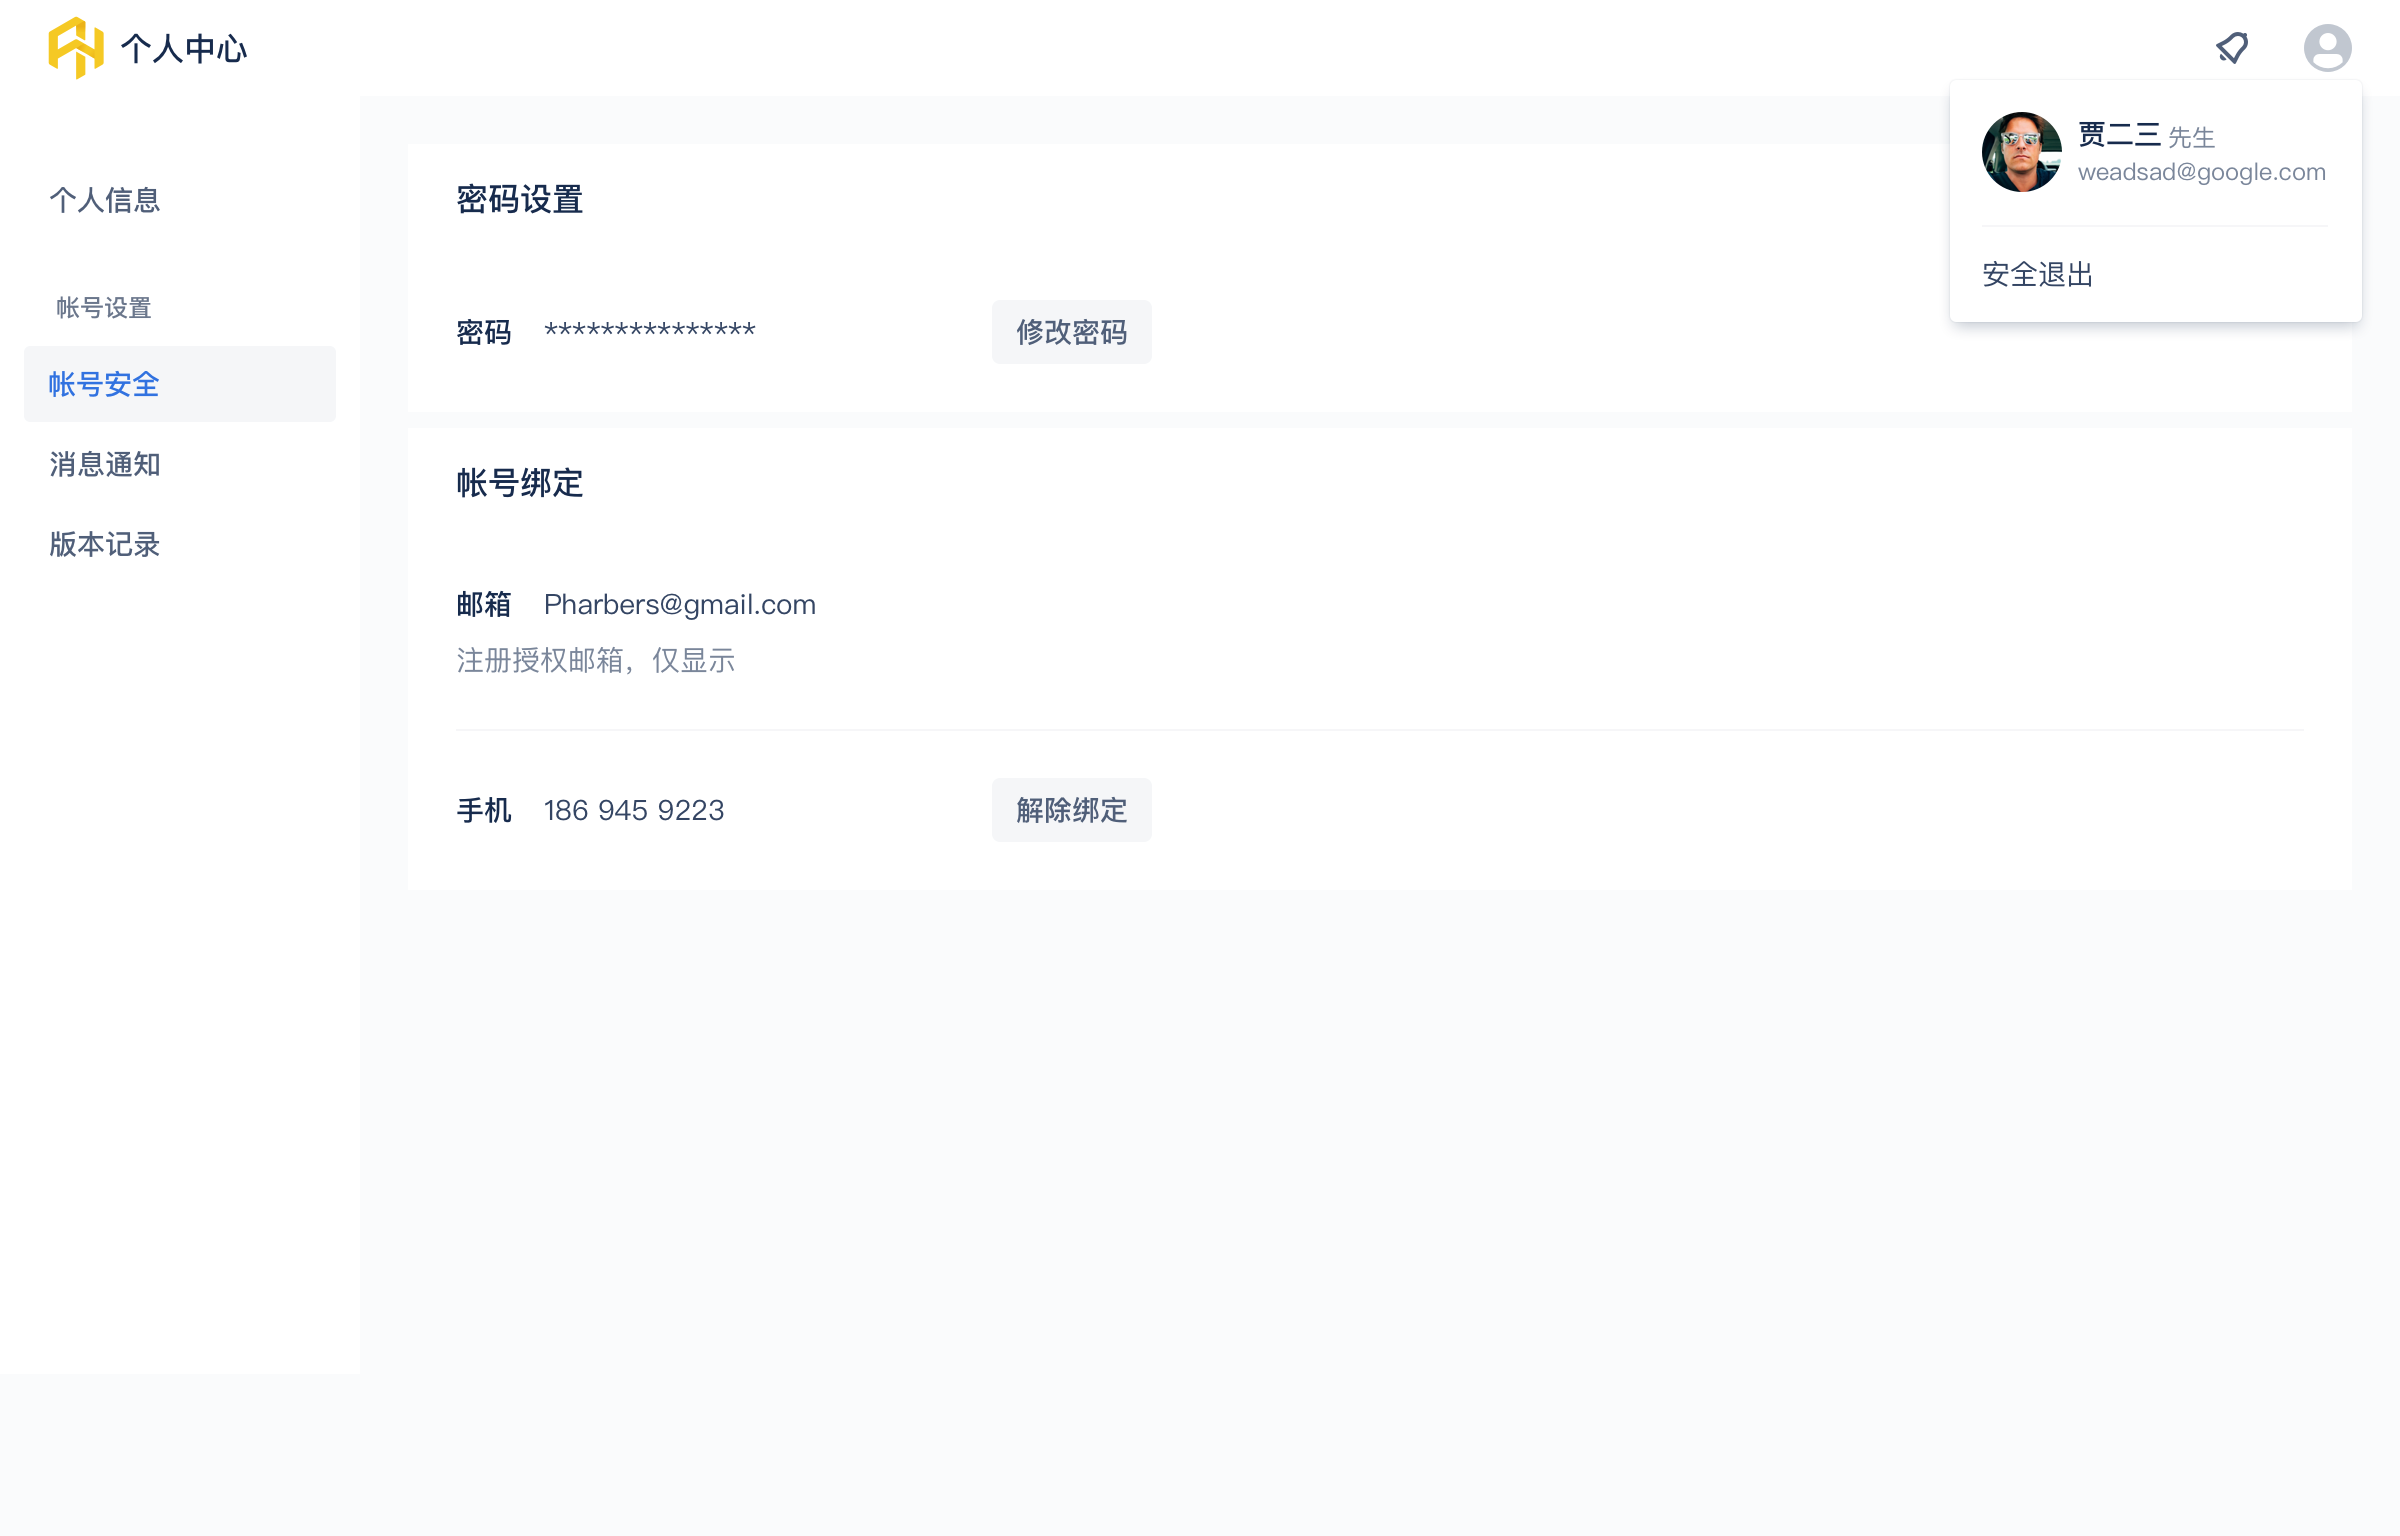 个人中心
贾二三 先生
weadsad@google.com
安全退出
个人信息
帐号设置
帐号安全
消息通知
版本记录
密码设置
密码 ***************
修改密码
帐号绑定
邮箱 Pharbers@gmail.com
注册授权邮箱，仅显示
手机 186 945 9223
解除绑定